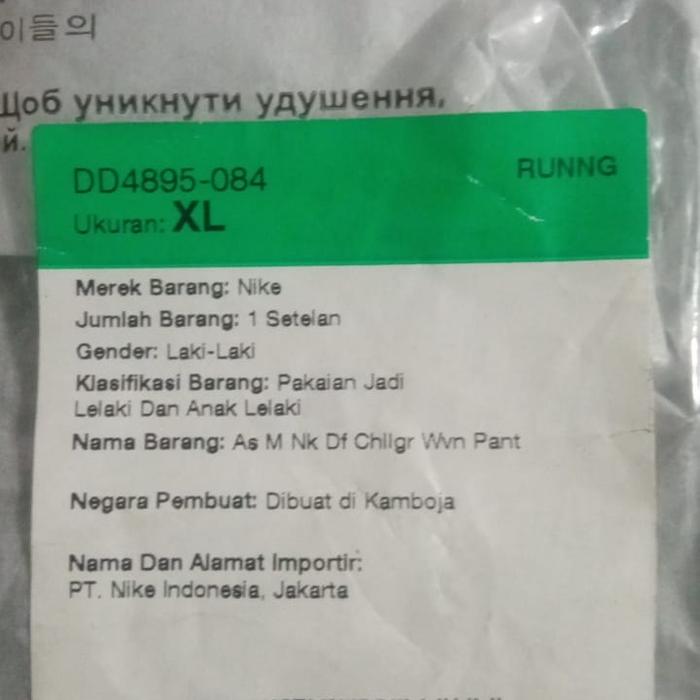 이들의
Щоб уникнути удушення,
й.
DD4895-084
RUNNG
Ukuran: XL
Merek Barang: Nike
Jumlah Barang: 1 Setelan
Gender: Laki-Laki
Klasifikasi Barang: Pakaian Jadi
Lelaki Dan Anak Lelaki
Nama Barang: As M Nk Df Chllgr Wvn Pant
Negara Pembuat: Dibuat di Kamboja
Nama Dan Alamat Importir:
PT. Nike Indonesia, Jakarta